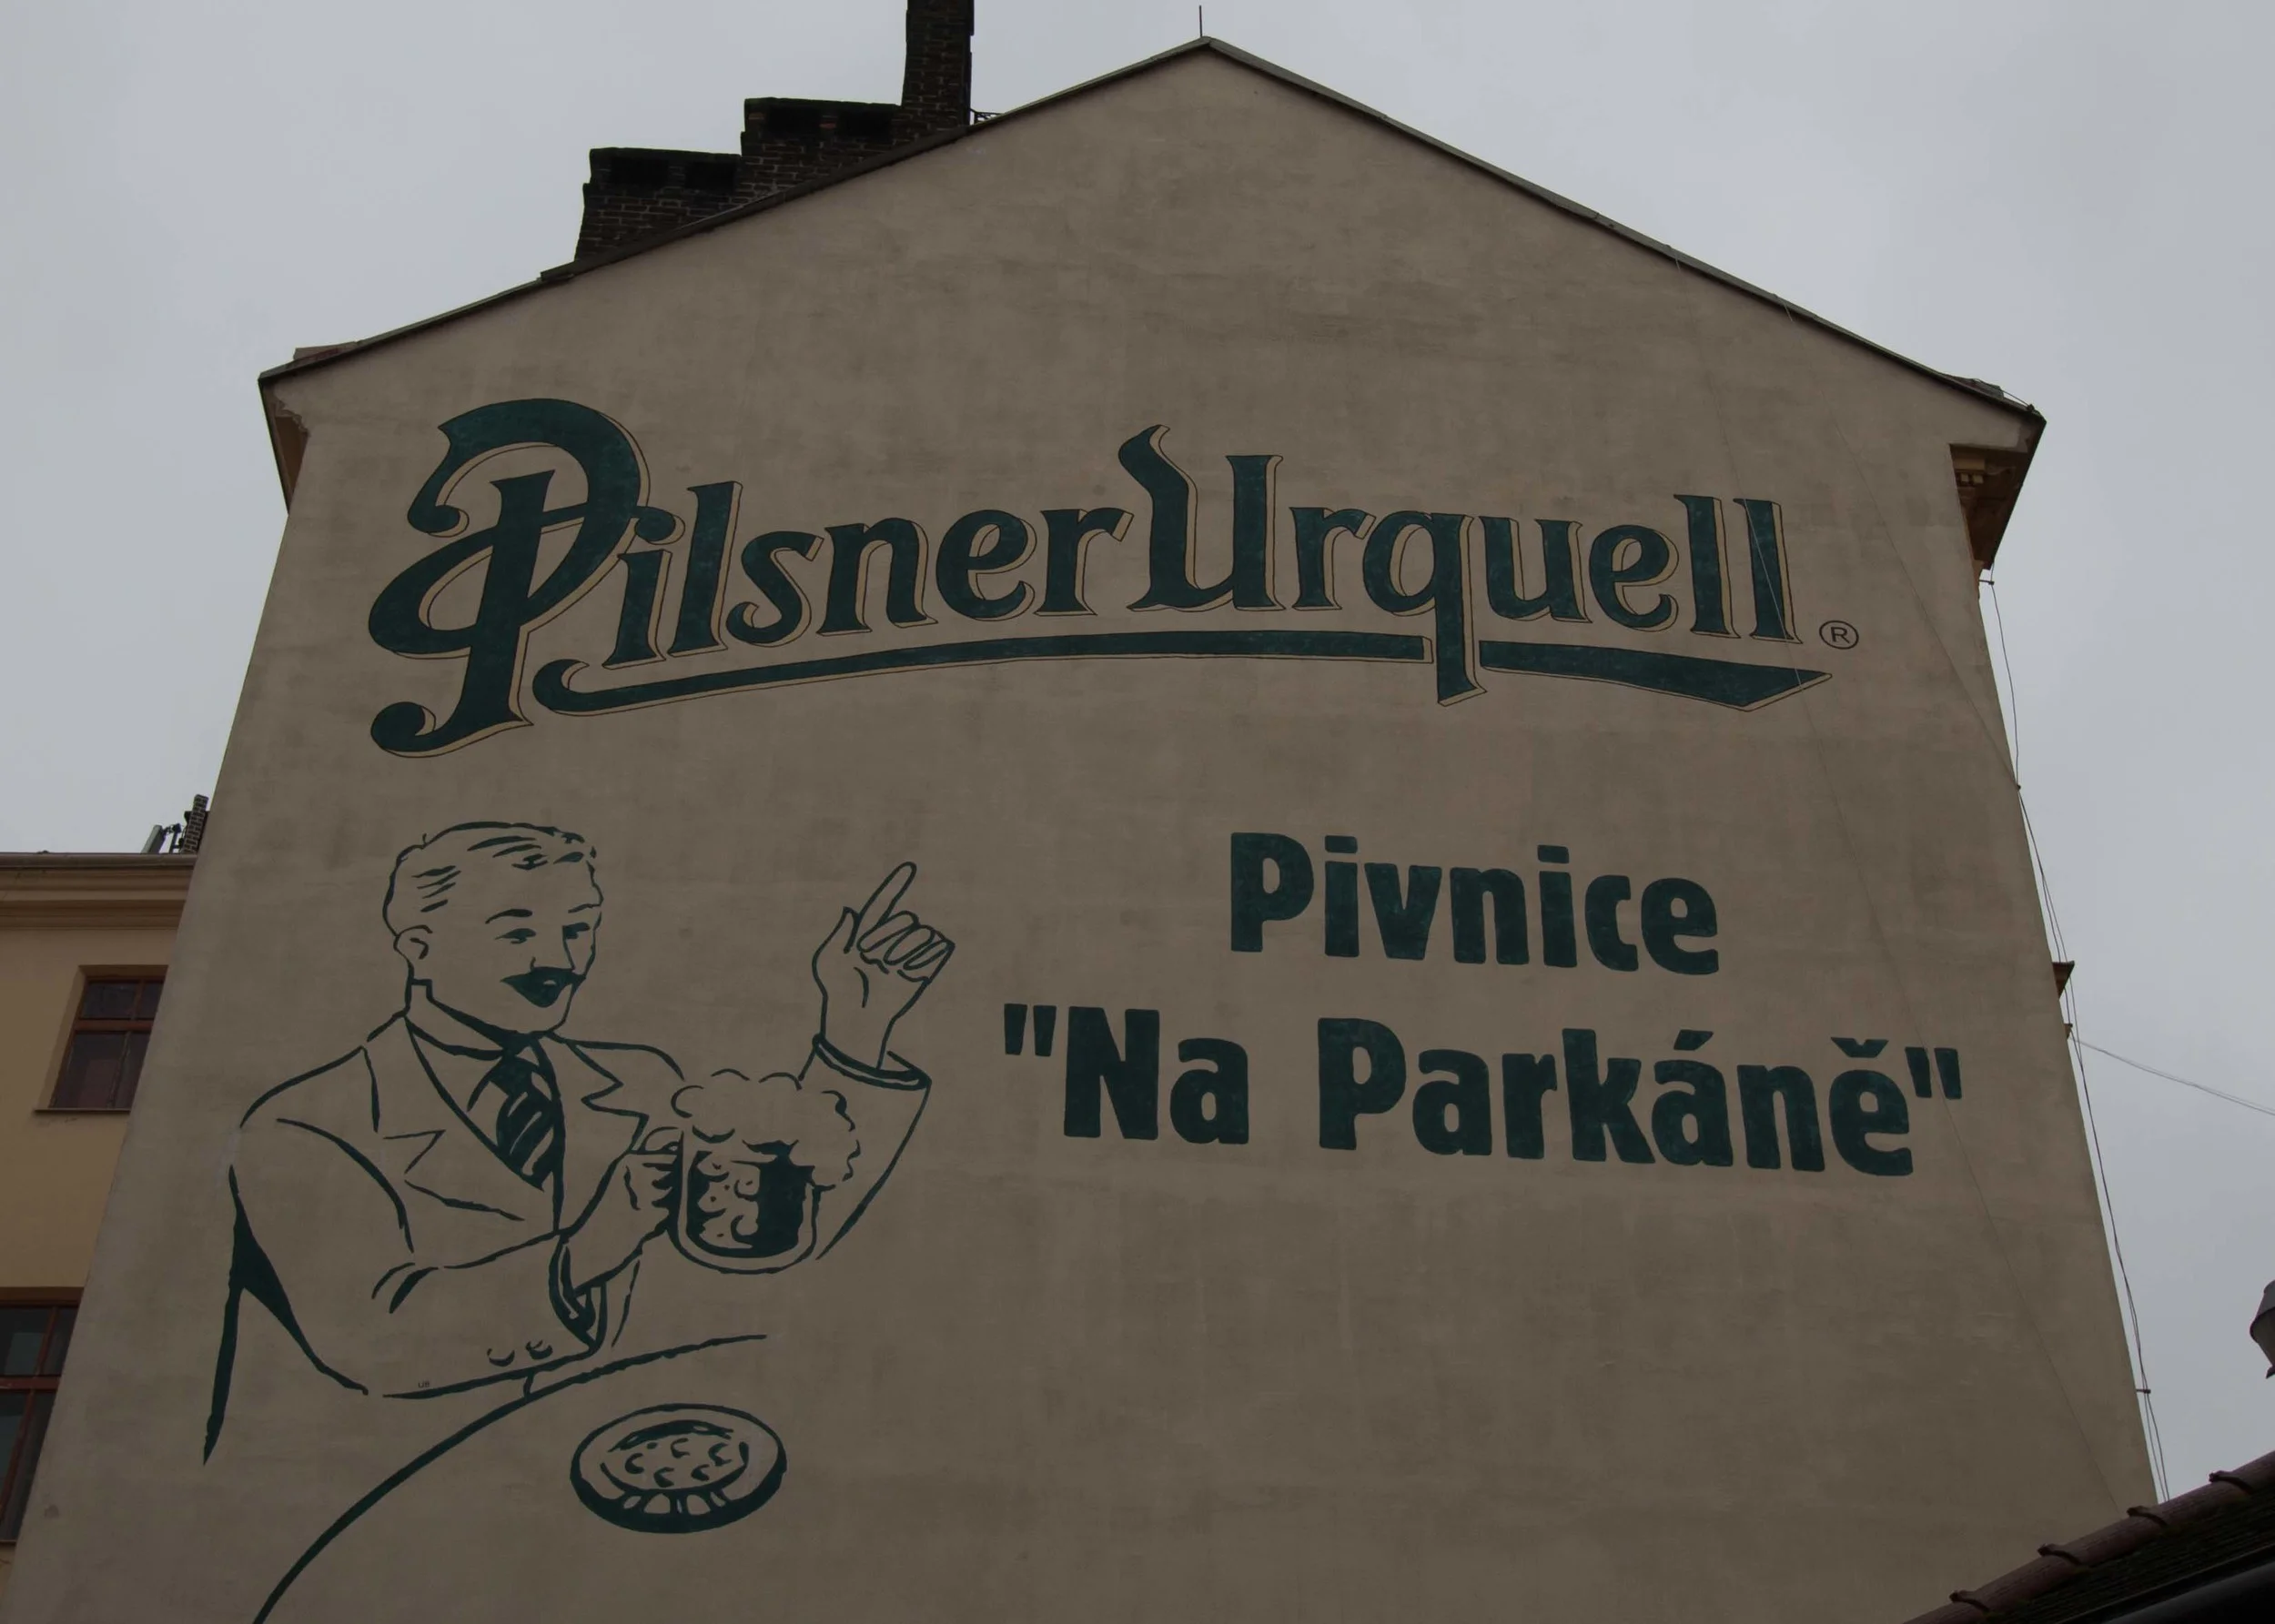 Pilsner Urquell ®
Pivnice
"Na Parkáně"